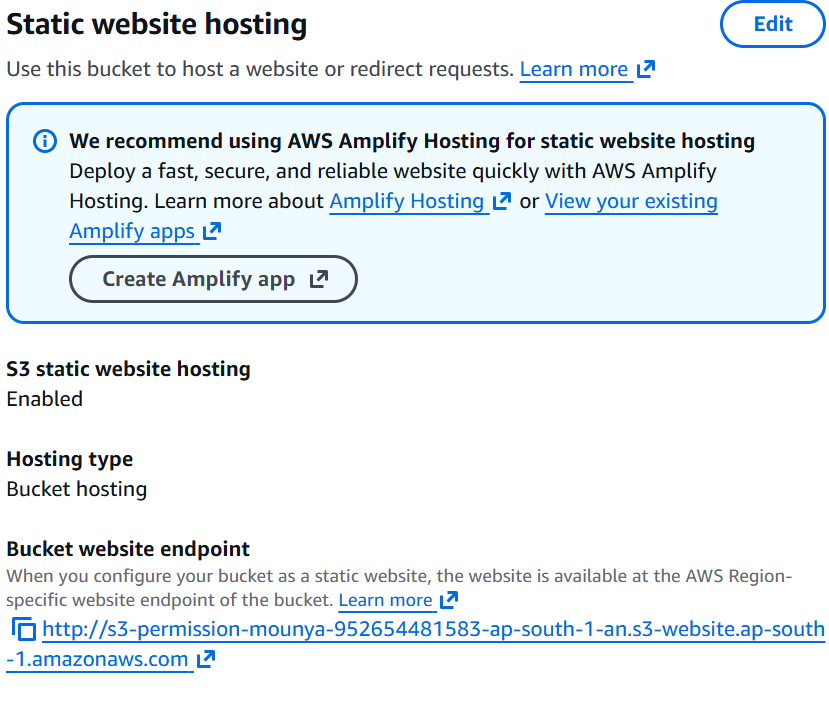 Static website hosting
Edit
Use this bucket to host a website or redirect requests. Learn more
We recommend using AWS Amplify Hosting for static website hosting
Deploy a fast, secure, and reliable website quickly with AWS Amplify
Hosting. Learn more about Amplify Hosting or View your existing
Amplify apps
Create Amplify app
S3 static website hosting
Enabled
Hosting type
Bucket hosting
Bucket website endpoint
When you configure your bucket as a static website, the website is available at the AWS Region-
specific website endpoint of the bucket. Learn more
http://s3-permission-mounya-952654481583-ap-south-1-an.s3-website.ap-south
-1.amazonaws.com